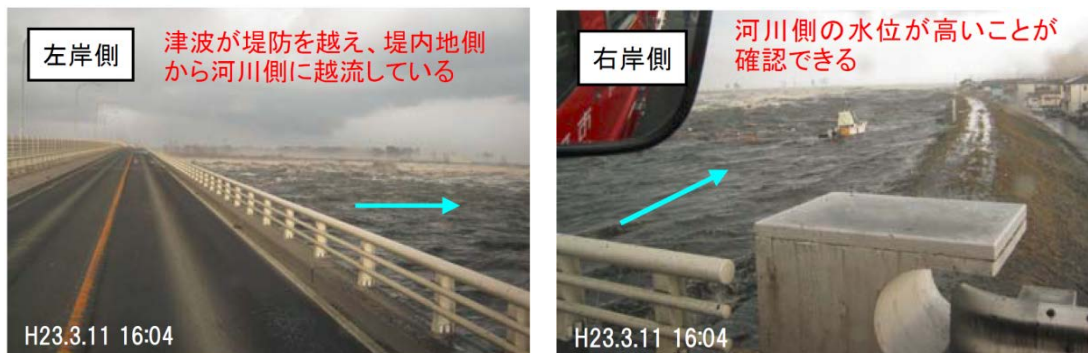 左岸側
津波が堤防を越え、堤内地側
から河川側に越流している
H23.3.11 16:04
右岸側
河川側の水位が高いことが
確認できる
H23.3.11 16:04